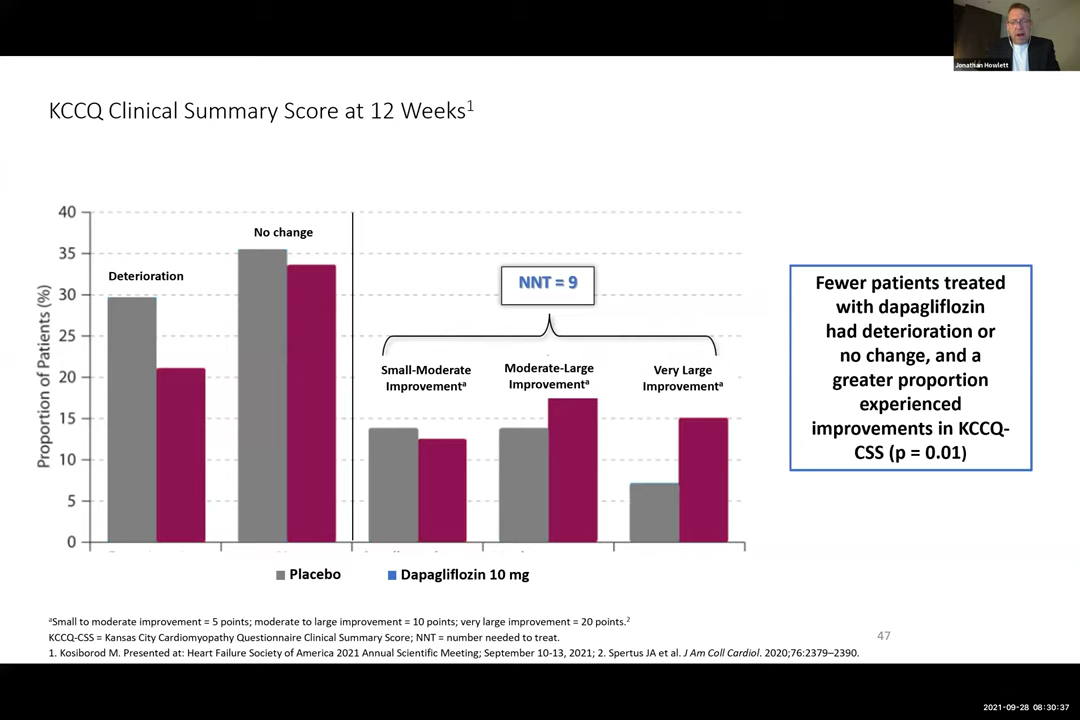 Jonathan Howlett
KCCQ Clinical Summary Score at 12 Weeks¹
Proportion of Patients (%)
40
35
30
25
20
15
10
5
0
Deterioration
No change
NNT = 9
Small-Moderate
Improvementᵃ
Moderate-Large
Improvementᵃ
Very Large
Improvementᵃ
Placebo
Dapagliflozin 10 mg
Fewer patients treated
with dapagliflozin
had deterioration or
no change, and a
greater proportion
experienced
improvements in KCCQ-
CSS (p = 0.01)
ᵃSmall to moderate improvement = 5 points; moderate to large improvement = 10 points; very large improvement = 20 points.²
KCCQ-CSS = Kansas City Cardiomyopathy Questionnaire Clinical Summary Score; NNT = number needed to treat.
47
1. Kosiborod M. Presented at: Heart Failure Society of America 2021 Annual Scientific Meeting; September 10-13, 2021; 2. Spertus JA et al. J Am Coll Cardiol. 2020;76:2379–2390.
2021-09-28 08:30:37